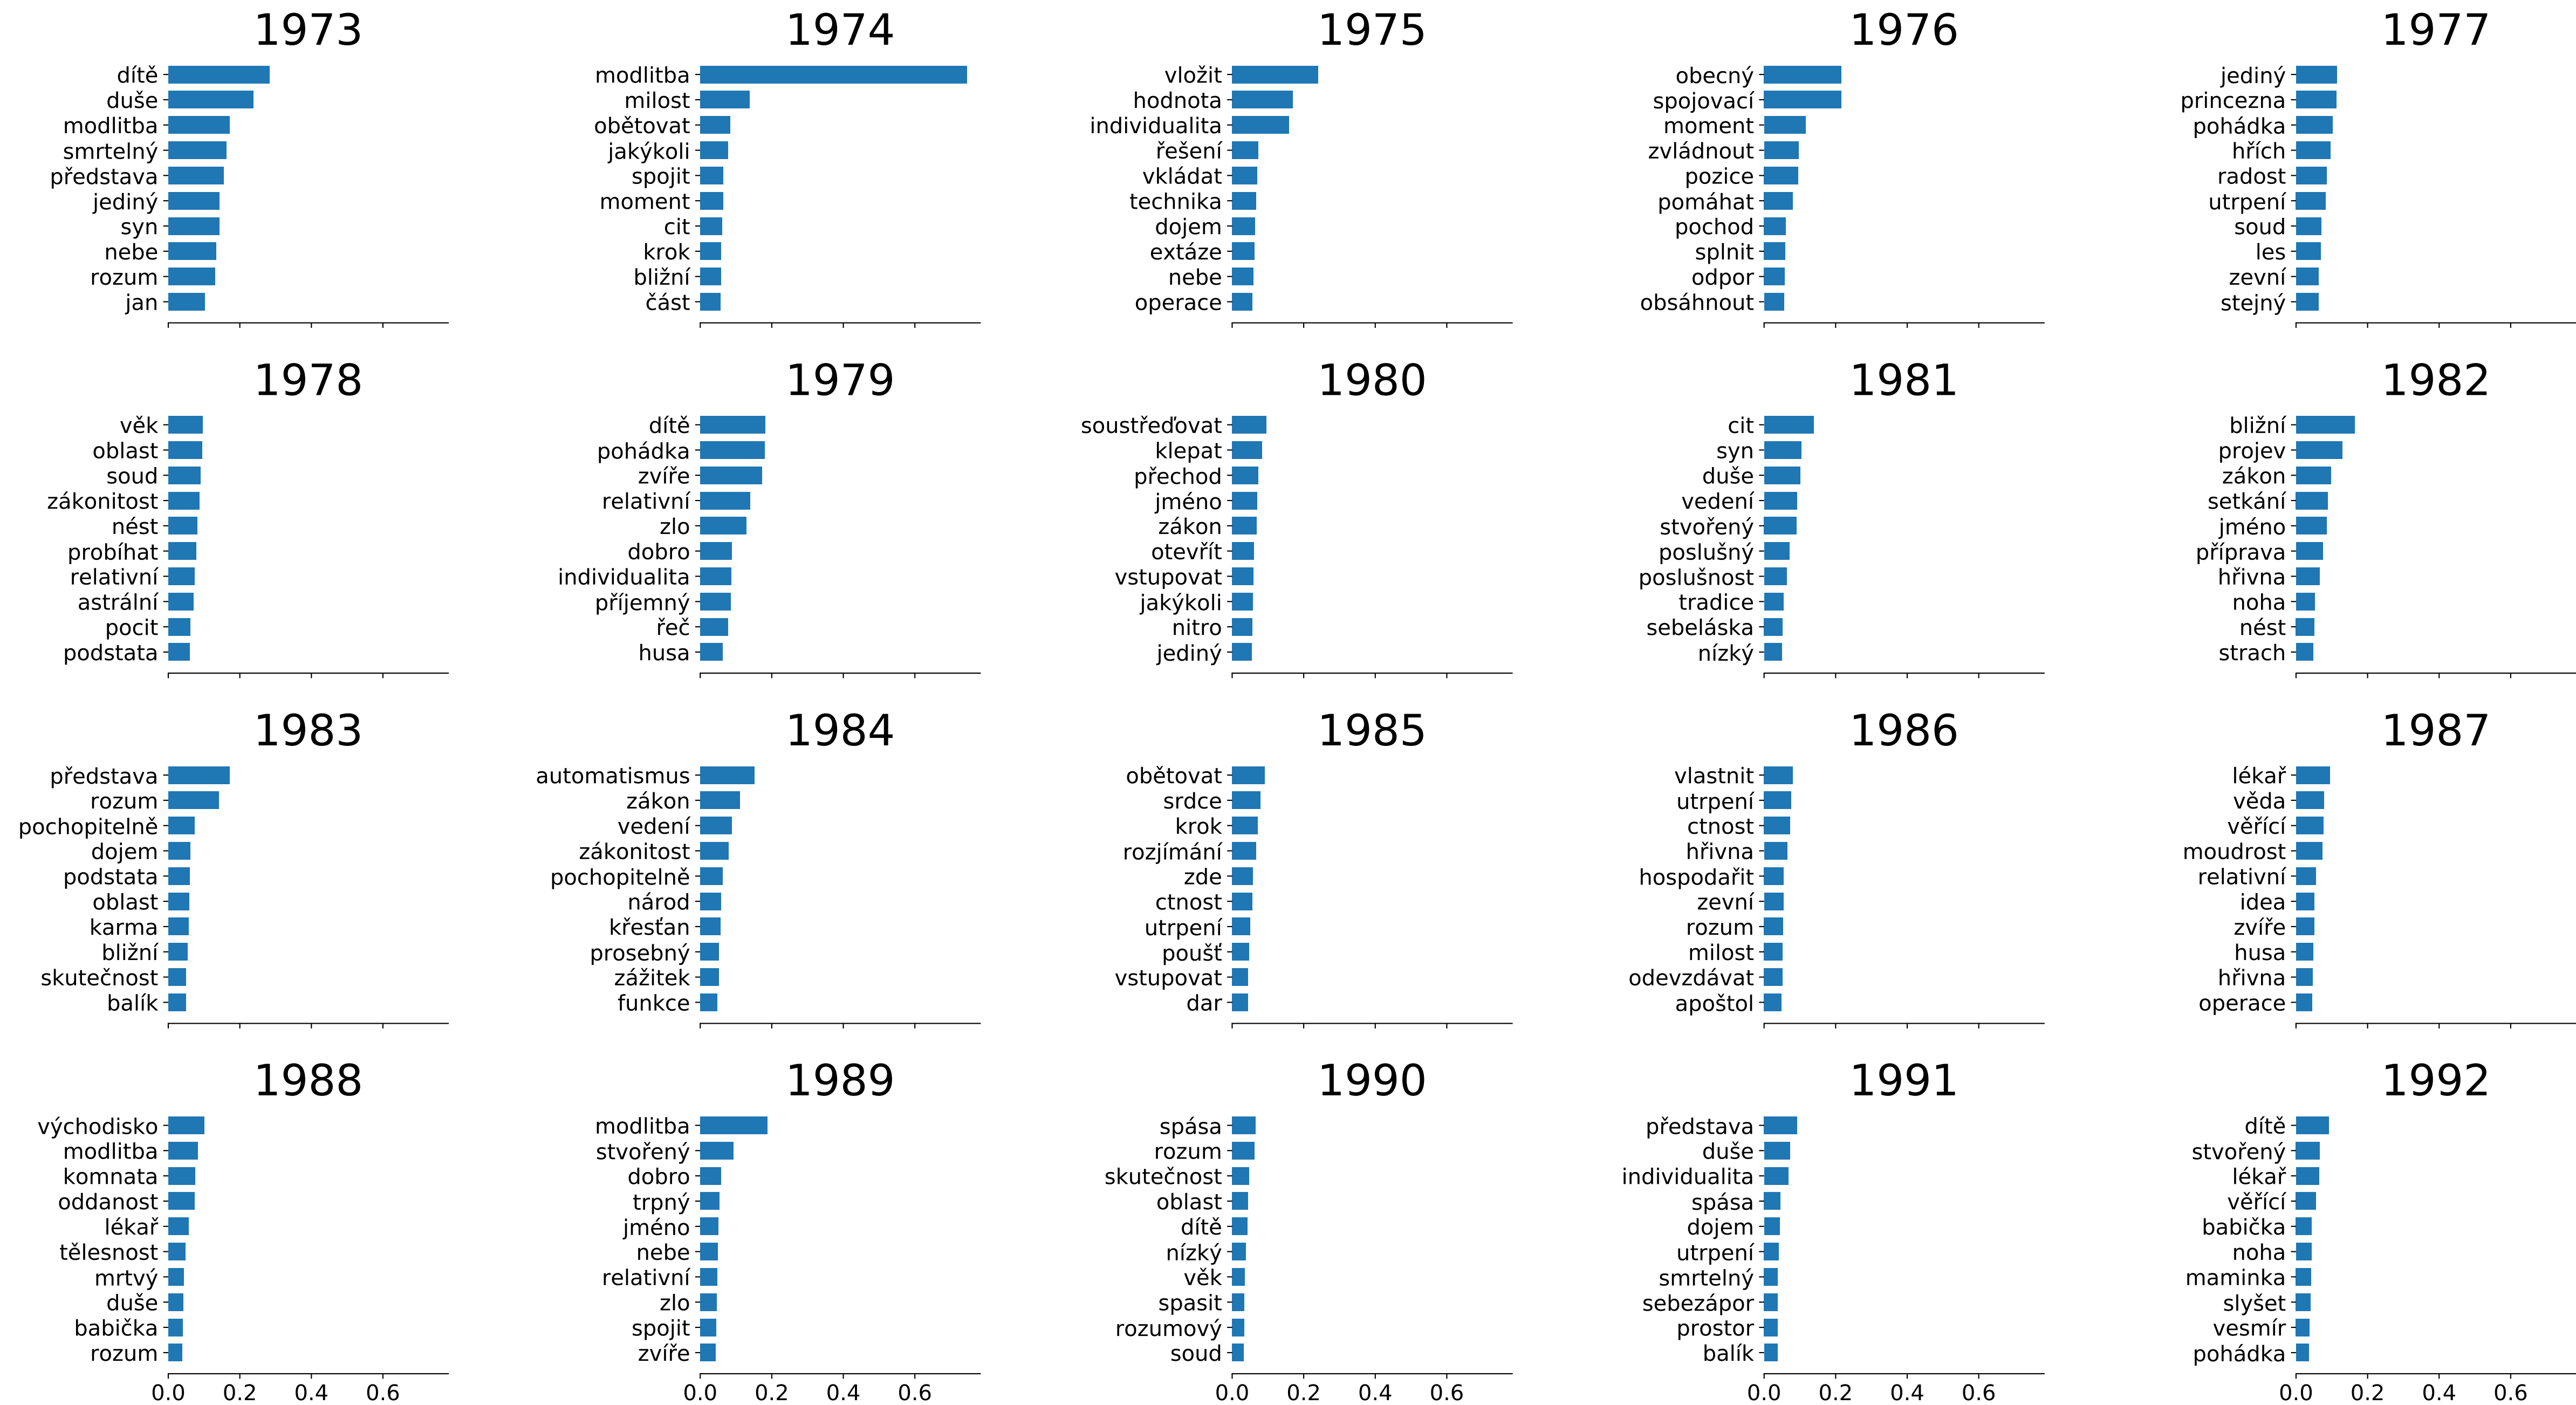 1973
dítě
duše
modlitba
smrtelný
představa
jediný
syn
nebe
rozum
jan
1974
modlitba
milost
obětovat
jakýkoli
spojit
moment
cit
krok
bližní
část
1975
vložit
hodnota
individualita
řešení
vkládat
technika
dojem
extáze
nebe
operace
1976
obecný
spojovací
moment
zvládnout
pozice
pomáhat
pochod
splnit
odpor
obsáhnout
1977
jediný
princezna
pohádka
hřích
radost
utrpení
soud
les
zevní
stejný
1978
věk
oblast
soud
zákonitost
nést
probíhat
relativní
astrální
pocit
podstata
1979
dítě
pohádka
zvíře
relativní
zlo
dobro
individualita
příjemný
řeč
husa
1980
soustřeďovat
klepat
přechod
jméno
zákon
otevřít
vstupovat
jakýkoli
nitro
jediný
1981
cit
syn
duše
vedení
stvořený
poslušný
poslušnost
tradice
sebeláska
nízký
1982
bližní
projev
zákon
setkání
jméno
příprava
hřivna
noha
nést
strach
1983
představa
rozum
pochopitelně
dojem
podstata
oblast
karma
bližní
skutečnost
balík
1984
automatismus
zákon
vedení
zákonitost
pochopitelně
národ
křesťan
prosebný
zážitek
funkce
1985
obětovat
srdce
krok
rozjímání
zde
ctnost
utrpení
poušť
vstupovat
dar
1986
vlastnit
utrpení
ctnost
hřivna
hospodařit
zevní
rozum
milost
odevzdávat
apoštol
1987
lékař
věda
věřící
moudrost
relativní
idea
zvíře
husa
hřivna
operace
1988
východisko
modlitba
komnata
oddanost
lékař
tělesnost
mrtvý
duše
babička
rozum
0.0 0.2 0.4 0.6
1989
modlitba
stvořený
dobro
trpný
jméno
nebe
relativní
zlo
spojit
zvíře
0.0 0.2 0.4 0.6
1990
spása
rozum
skutečnost
oblast
dítě
nízký
věk
spasit
rozumový
soud
0.0 0.2 0.4 0.6
1991
představa
duše
individualita
spása
dojem
utrpení
smrtelný
sebezápor
prostor
balík
0.0 0.2 0.4 0.6
1992
dítě
stvořený
lékař
věřící
babička
noha
maminka
slyšet
vesmír
pohádka
0.0 0.2 0.4 0.6